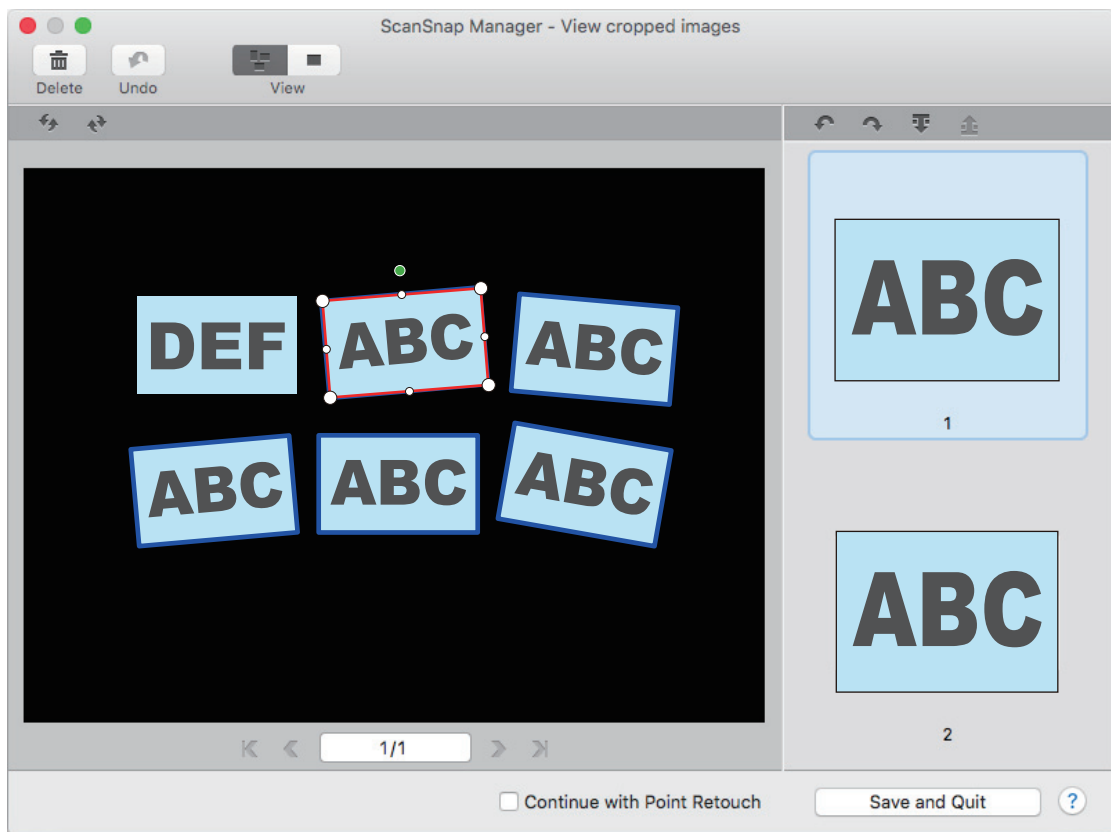 ScanSnap Manager - View cropped images
Delete Undo View
DEF ABC ABC
ABC ABC ABC
ABC
1
ABC
2
1/1
Continue with Point Retouch
Save and Quit
?